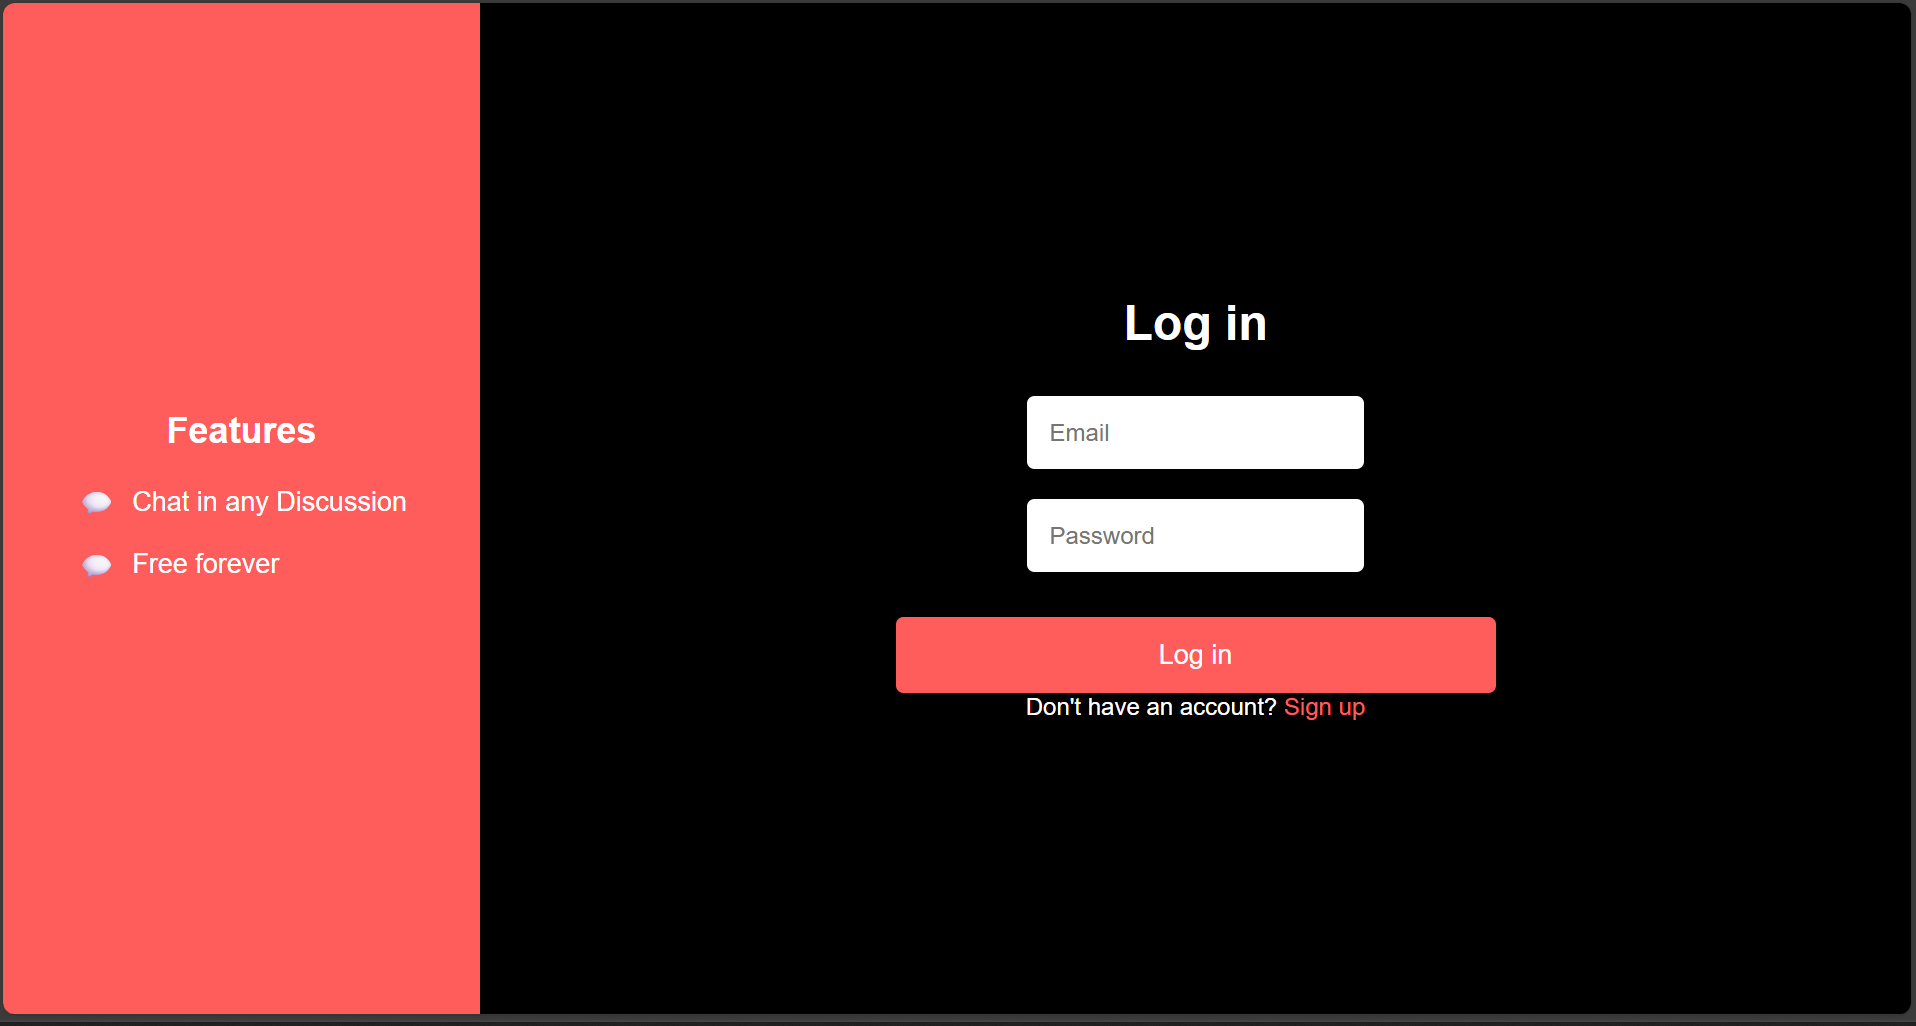 Features
Chat in any Discussion
Free forever
Log in
Email
Password
Log in
Don't have an account? Sign up